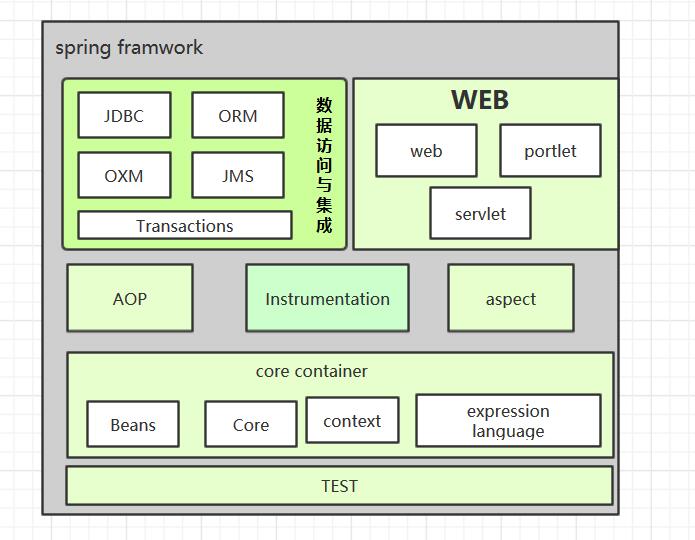 spring framwork
JDBC
ORM
OXM
JMS
Transactions
数据访问与集成
WEB
web
portlet
servlet
AOP
Instrumentation
aspect
core container
Beans
Core
context
expression
language
TEST